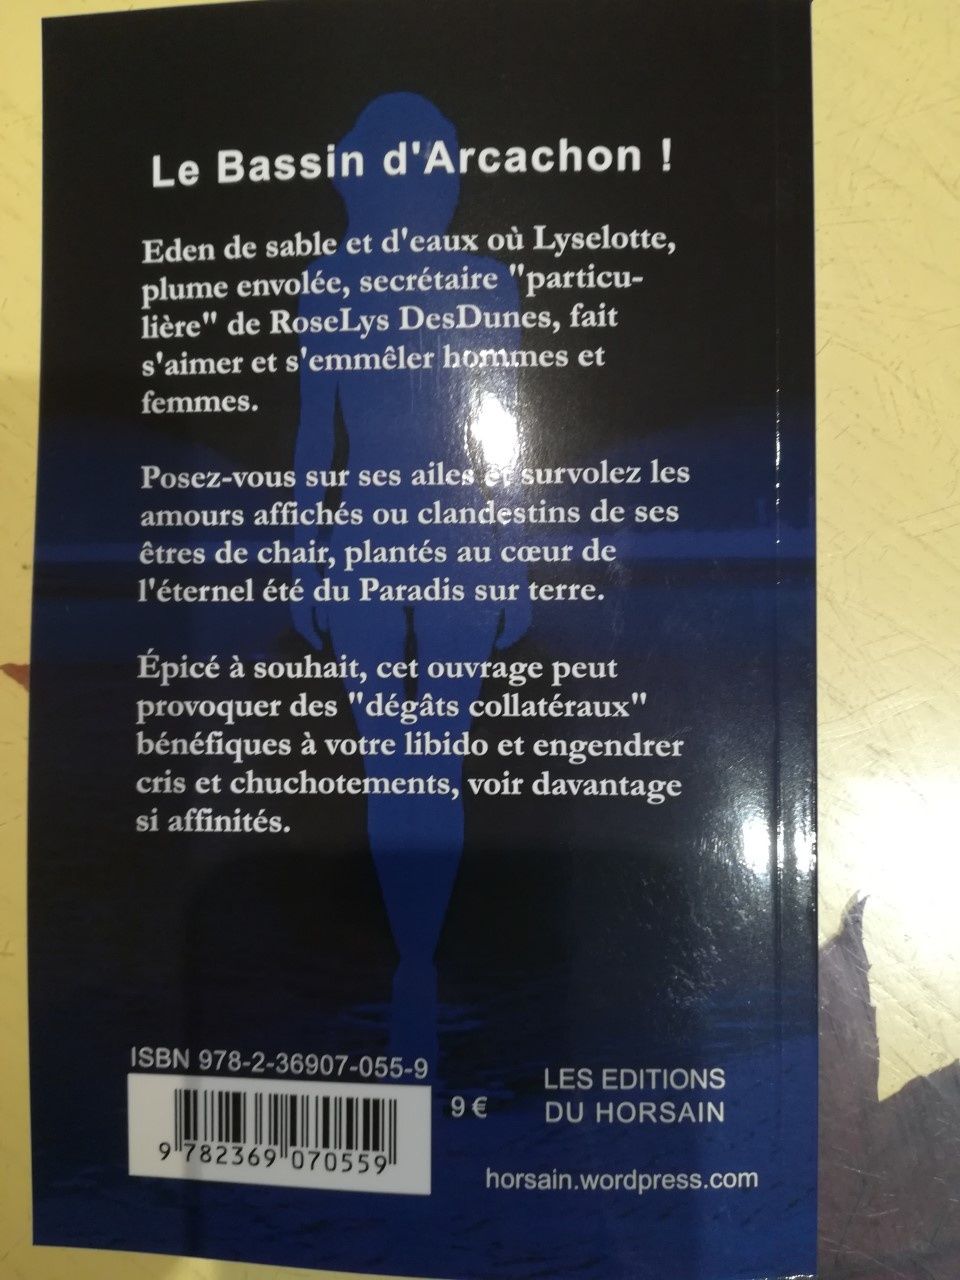 Le Bassin d'Arcachon !
Eden de sable et d'eaux où Lyselotte,
plume envolée, secrétaire "particu-
lière" de RoseLys DesDunes, fait
s'aimer et s'emmêler hommes et
femmes.
Posez-vous sur ses ailes et survolez les
amours affichés ou clandestins de ses
êtres de chair, plantés au cœur de
l'éternel été du Paradis sur terre.
Épicé à souhait, cet ouvrage peut
provoquer des "dégâts collatéraux"
bénéfiques à votre libido et engendrer
cris et chuchotements, voir davantage
si affinités.
ISBN 978-2-36907-055-9
9 782369 070559
9 €
LES EDITIONS
DU HORSAIN
horsain.wordpress.com